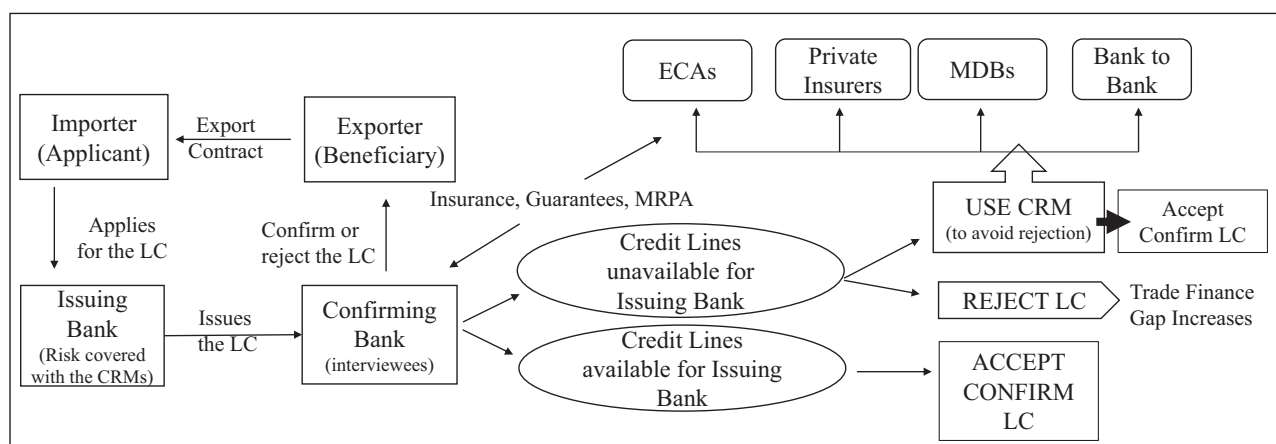 ECAs
Private
Insurers
MDBs
Bank to
Bank
Importer
(Applicant)
Export
Contract
Exporter
(Beneficiary)
Insurance, Guarantees, MRPA
USE CRM
(to avoid rejection)
Accept
Confirm LC
Applies
for the LC
Confirm or
reject the LC
Credit Lines
unavailable for
Issuing Bank
Issuing
Bank
(Risk covered
with the CRMs)
Issues
the LC
Confirming
Bank
(interviewees)
REJECT LC
Trade Finance
Gap Increases
Credit Lines
available for Issuing
Bank
ACCEPT
CONFIRM
LC